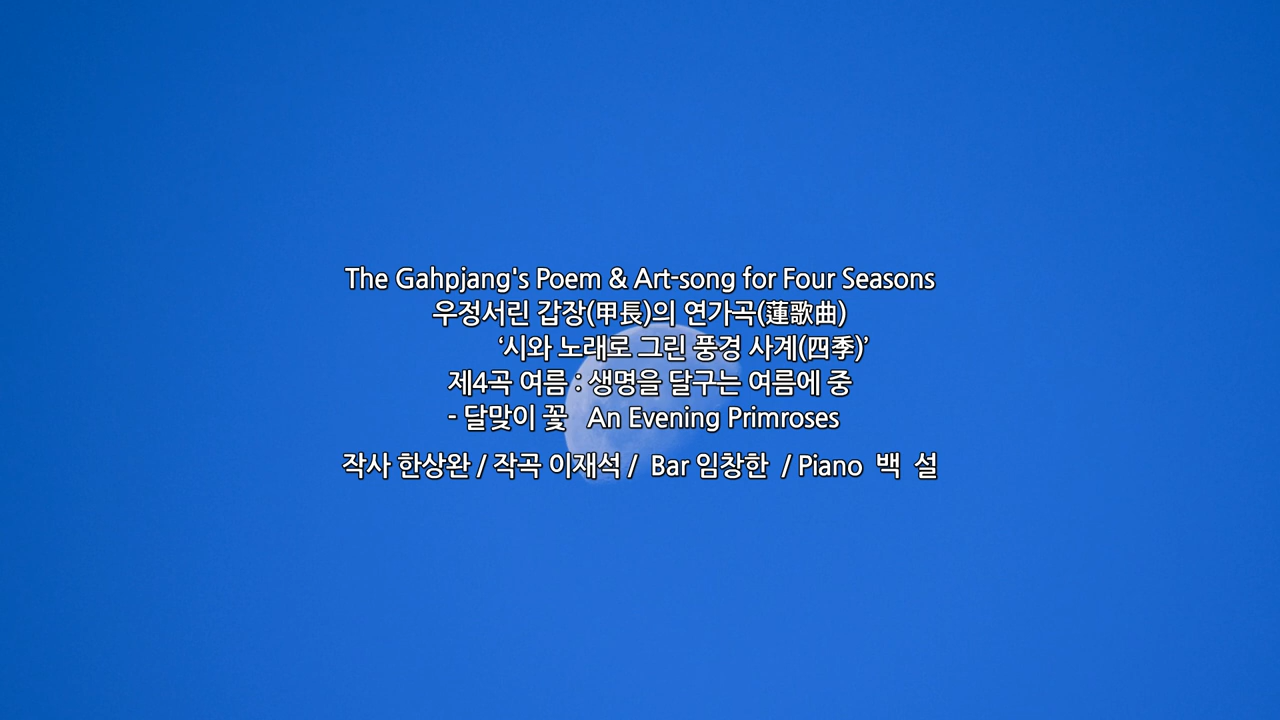 The Gahpjang's Poem & Art-song for Four Seasons
우정서린 갑장(甲長)의 연가곡(蓮歌曲)
‘시와 노래로 그린 풍경 사계(四季)’
제4곡 여름 : 생명을 달구는 여름에 중
- 달맞이 꽃 An Evening Primroses
작사 한상완 / 작곡 이재석 / Bar 임창한 / Piano 백 설